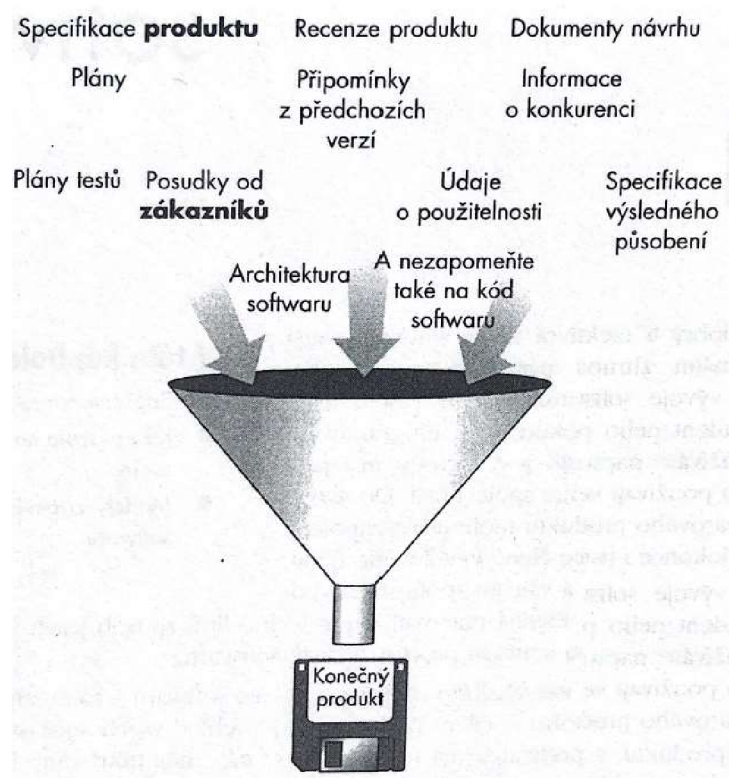 Specifikace produktu
Recenze produktu
Dokumenty návrhu
Plány
Připomínky
z předchozích
verzí
Informace
o konkurenci
Plány testů
Posudky od
zákazníků
Údaje
o použitelnosti
Specifikace
výsledného
působení
Architektura
softwaru
A nezapomeňte
také na kód
softwaru
Konečný
produkt